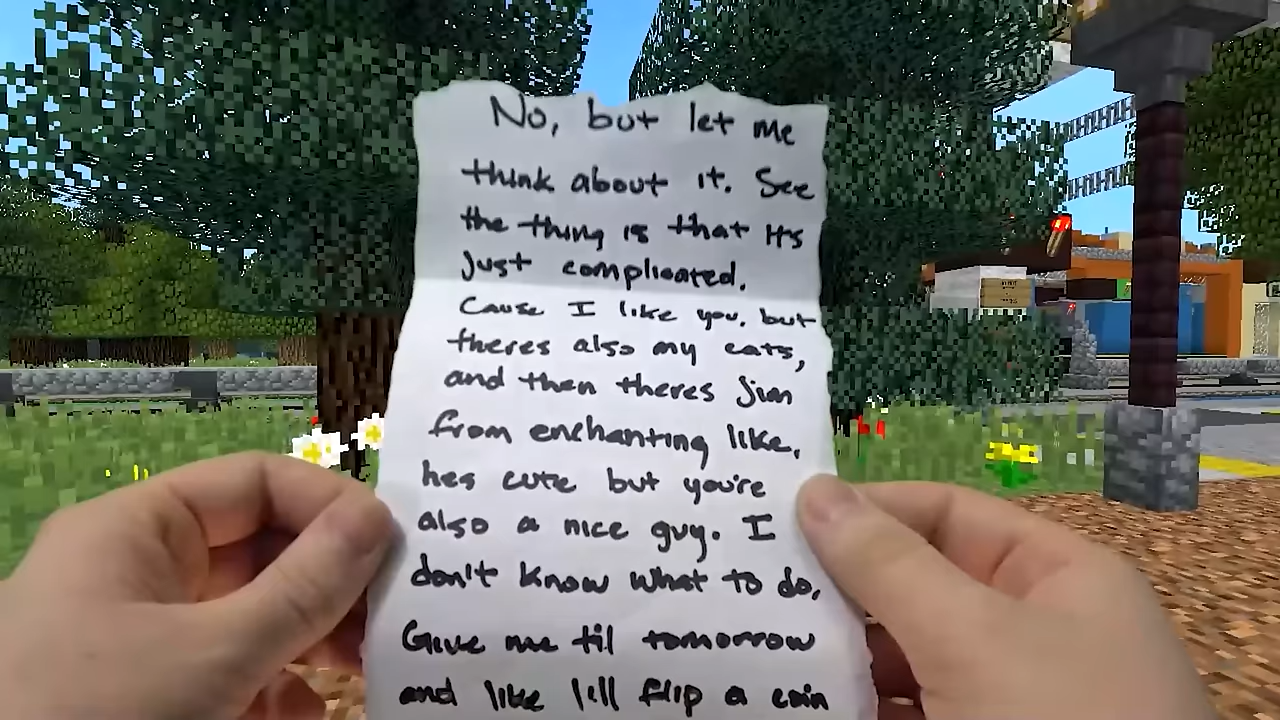 No, but let me
think about it. See
the thing is that its
just complicated.
Cause I like you, but
theres also my cats,
and then theres Jim
from enchanting like,
hes cute but you're
also a nice guy. I
don't know what to do,
Give me til tomorrow
and like I'll flip a coin